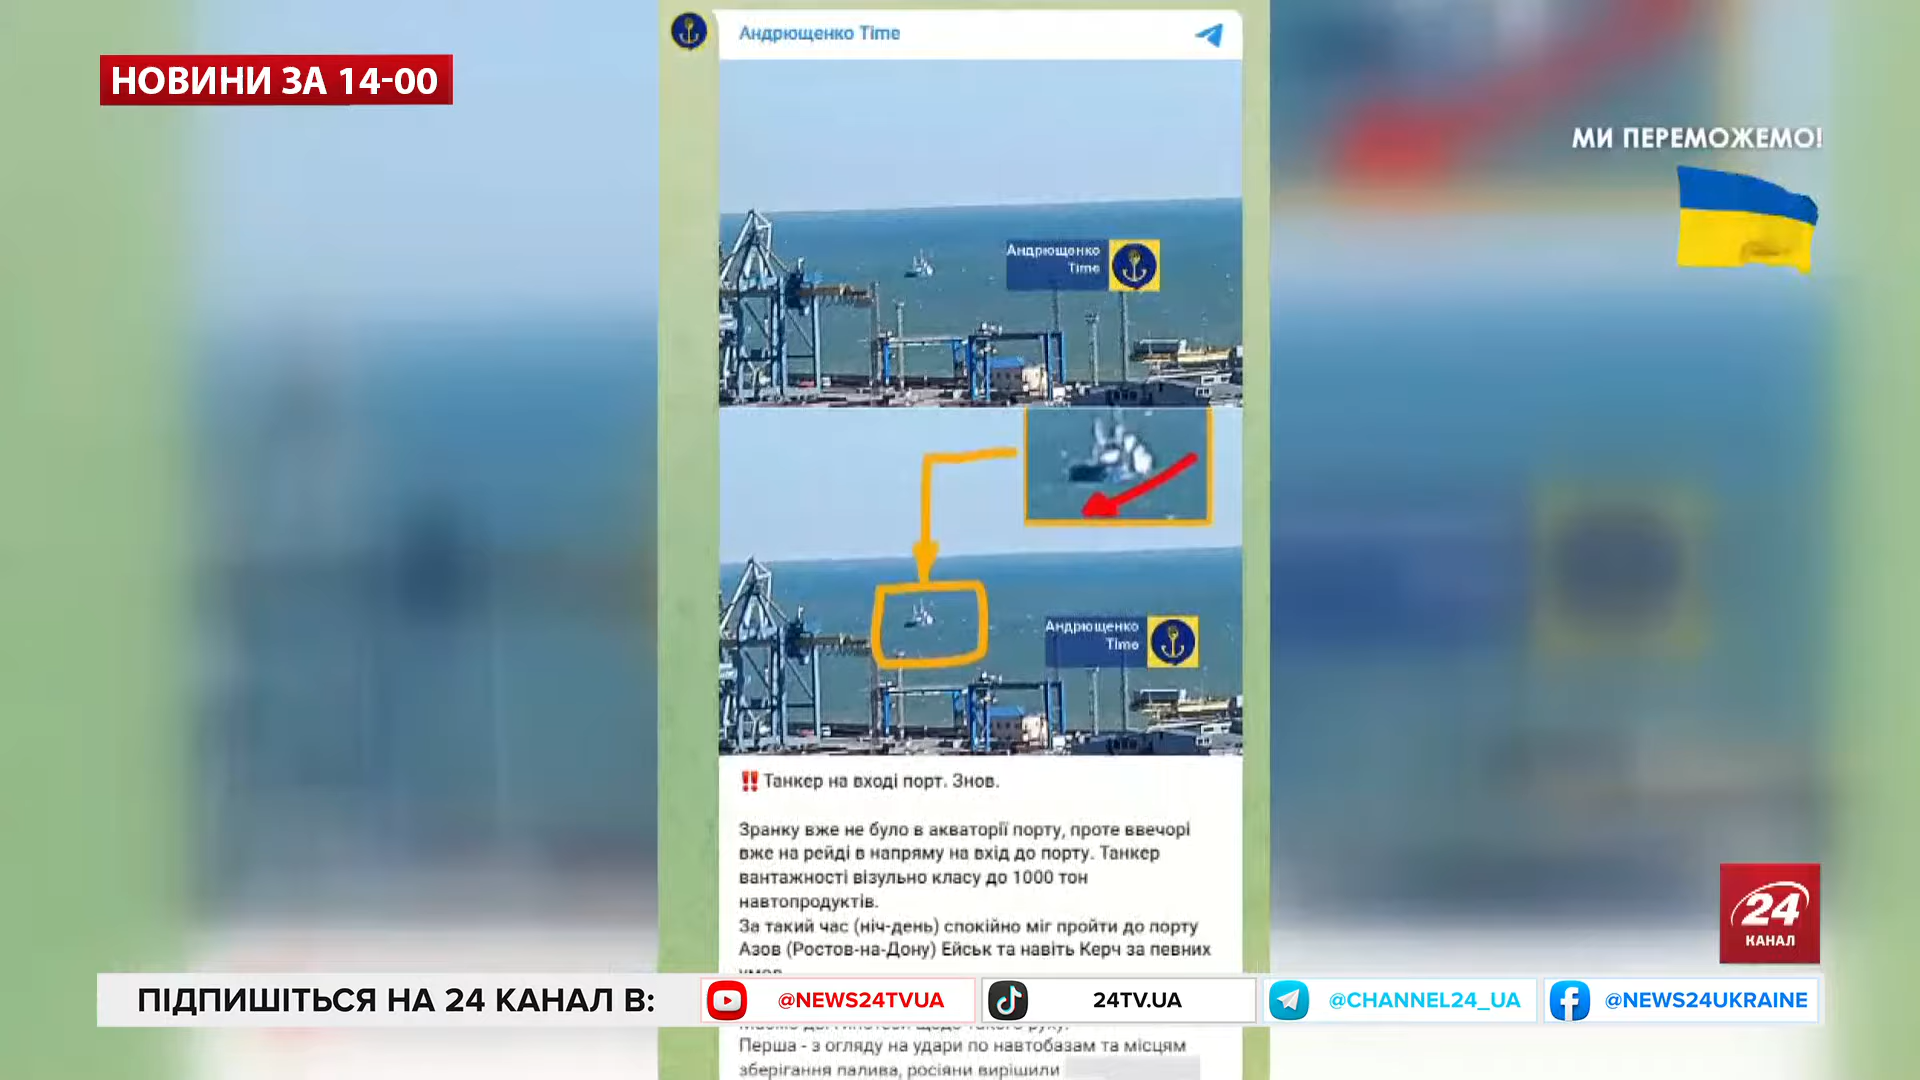 НОВИНИ ЗА 14-00
Андрющенко Time
МИ ПЕРЕМОЖЕМО!
Андрющенко
Time
Андрющенко
Time
‼Танкер на вході порт. Знов.
Зранку вже не було в акваторії порту, проте ввечорі
вже на рейді в напряму на вхід до порту. Танкер
вантажності візульно класу до 1000 тон
навтопродуктів.
За такий час (ніч-день) спокійно міг пройти до порту
Азов (Ростов-на-Дону) Ейськ та навіть Керч за певних
24
КАНАЛ
ПІДПИШІТЬСЯ НА 24 КАНАЛ В:
@NEWS24TVUA
24TV.UA
@CHANNEL24_UA
@NEWS24UKRAINE
Перша - з огляду на удари по навтобазам та місцям
зберігання палива, росіяни вирішили